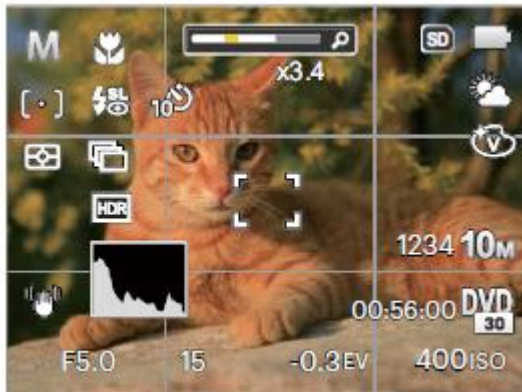 M
SD
x3.4
SL
10
V
HDR
1234 10M
00:56:00 DVD
30
F5.0 15 -0.3EV 400ISO